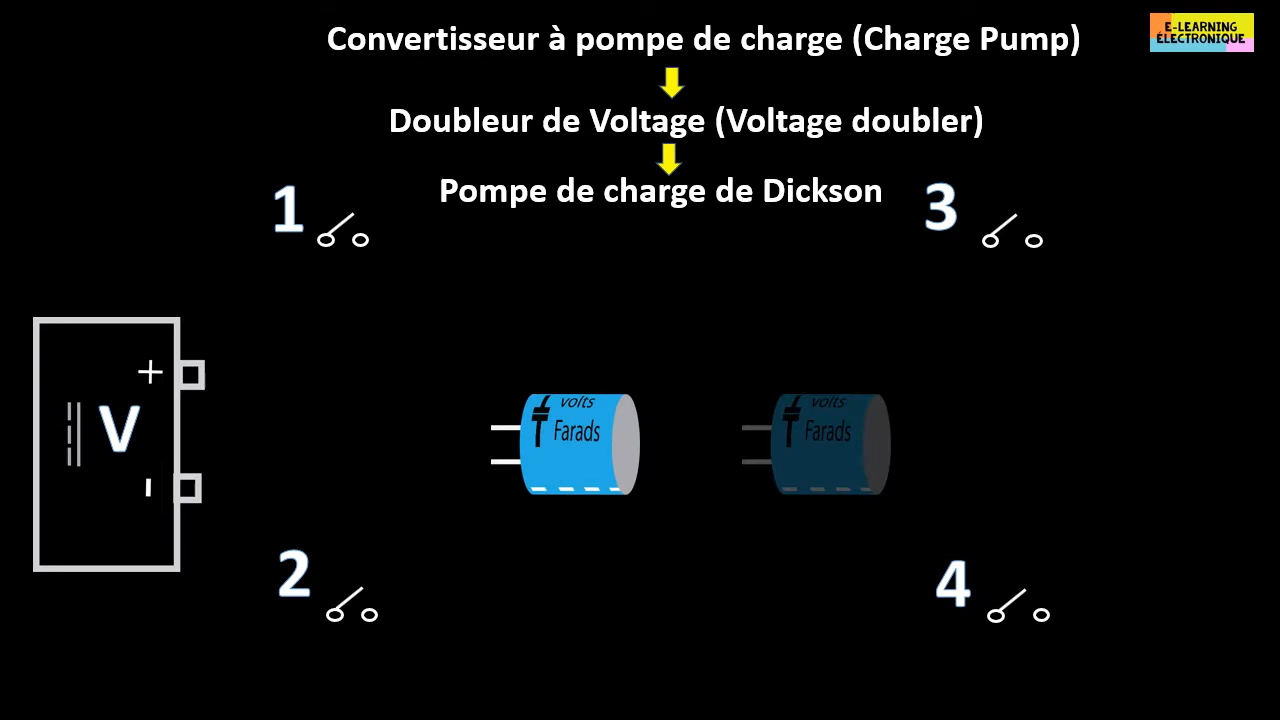 Convertisseur à pompe de charge (Charge Pump)
E-LEARNING
ÉLECTRONIQUE
Doubleur de Voltage (Voltage doubler)
Pompe de charge de Dickson
1
3
+
V
-
volts
Farads
volts
Farads
2
4